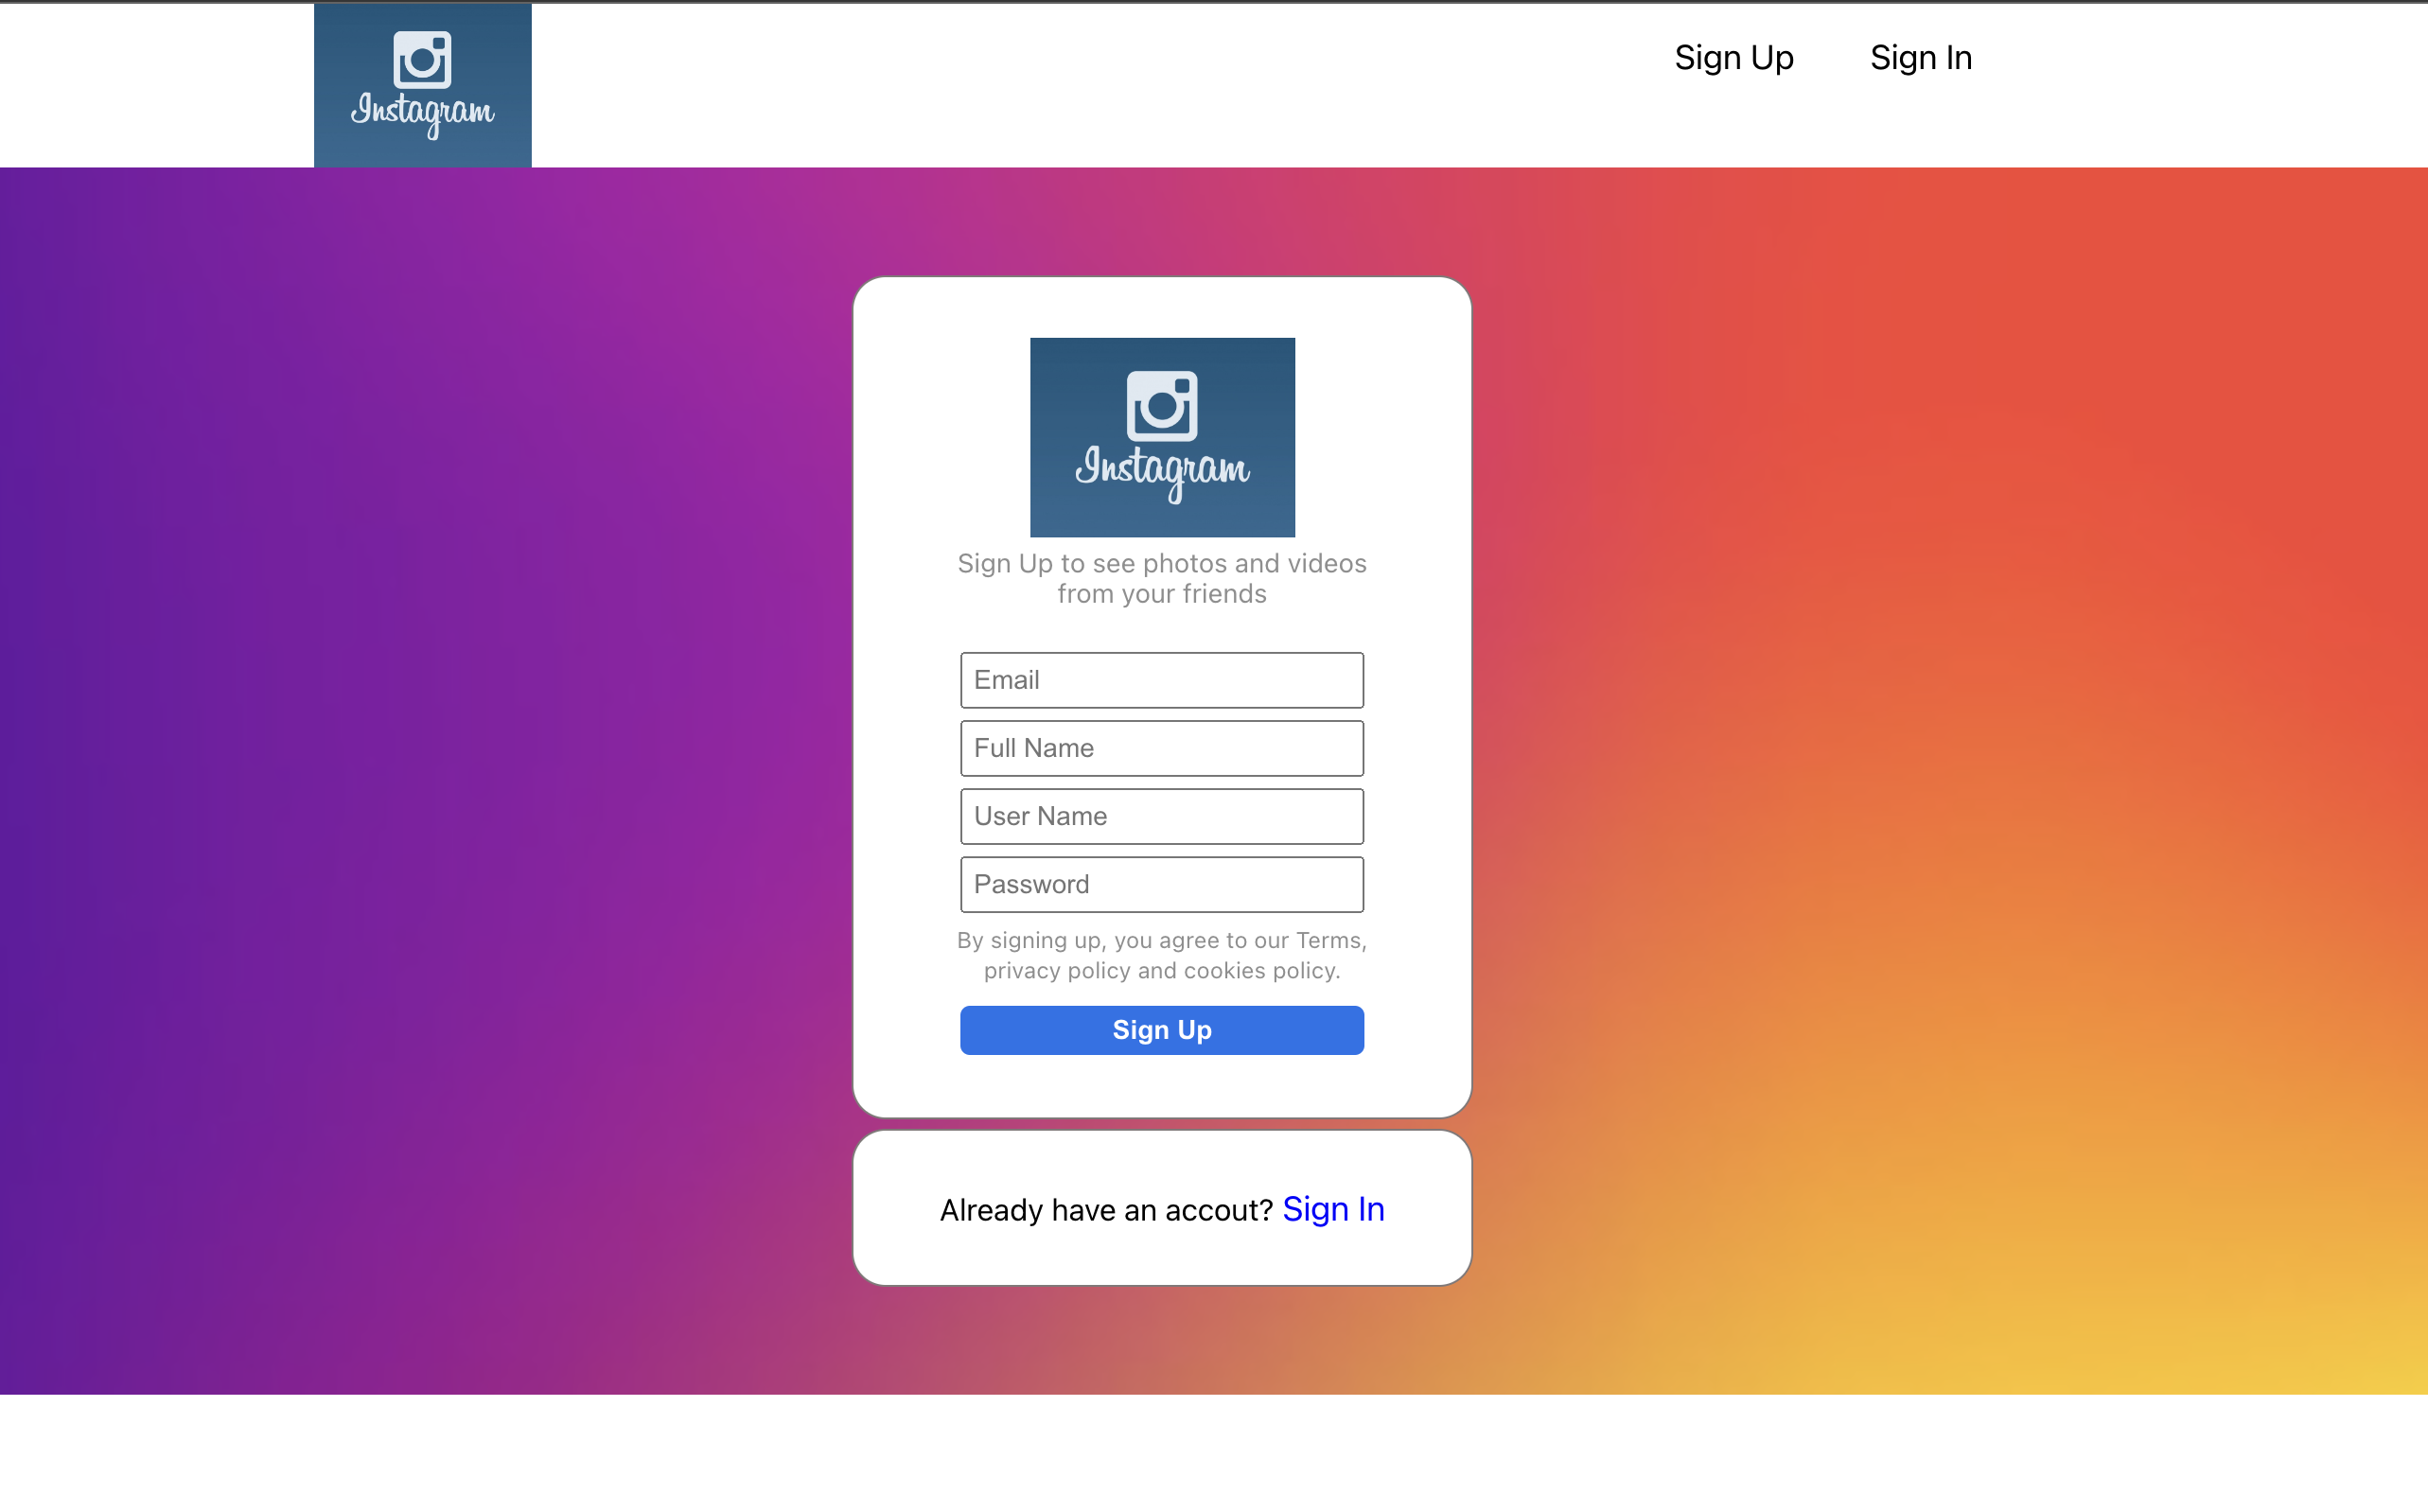 Instagram
Sign Up
Sign In
Instagram
Sign Up to see photos and videos
from your friends
Email
Full Name
User Name
Password
By signing up, you agree to our Terms,
privacy policy and cookies policy.
Sign Up
Already have an accout? Sign In